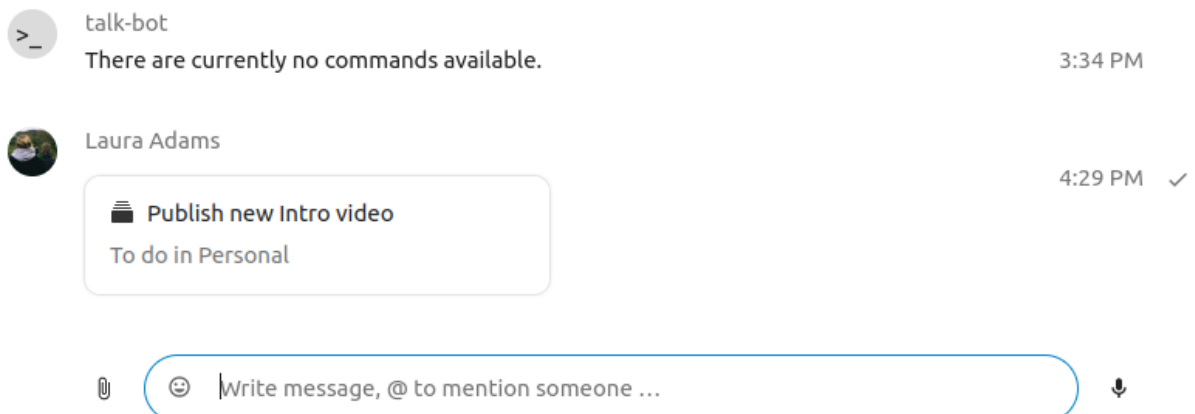 >_
talk-bot
There are currently no commands available.
3:34 PM
Laura Adams
4:29 PM
Publish new Intro video
To do in Personal
Write message, @ to mention someone …